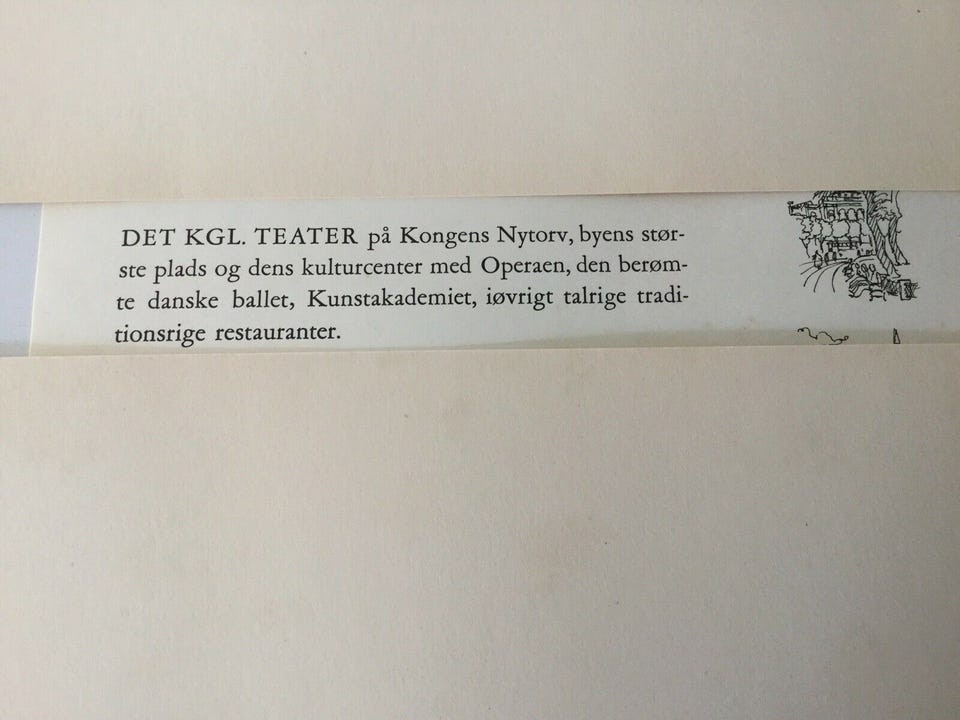 DET KGL. TEATER på Kongens Nytorv, byens stør-
ste plads og dens kulturcenter med Operaen, den berøm-
te danske ballet, Kunstakademiet, iøvrigt talrige tradi-
tionsrige restauranter.